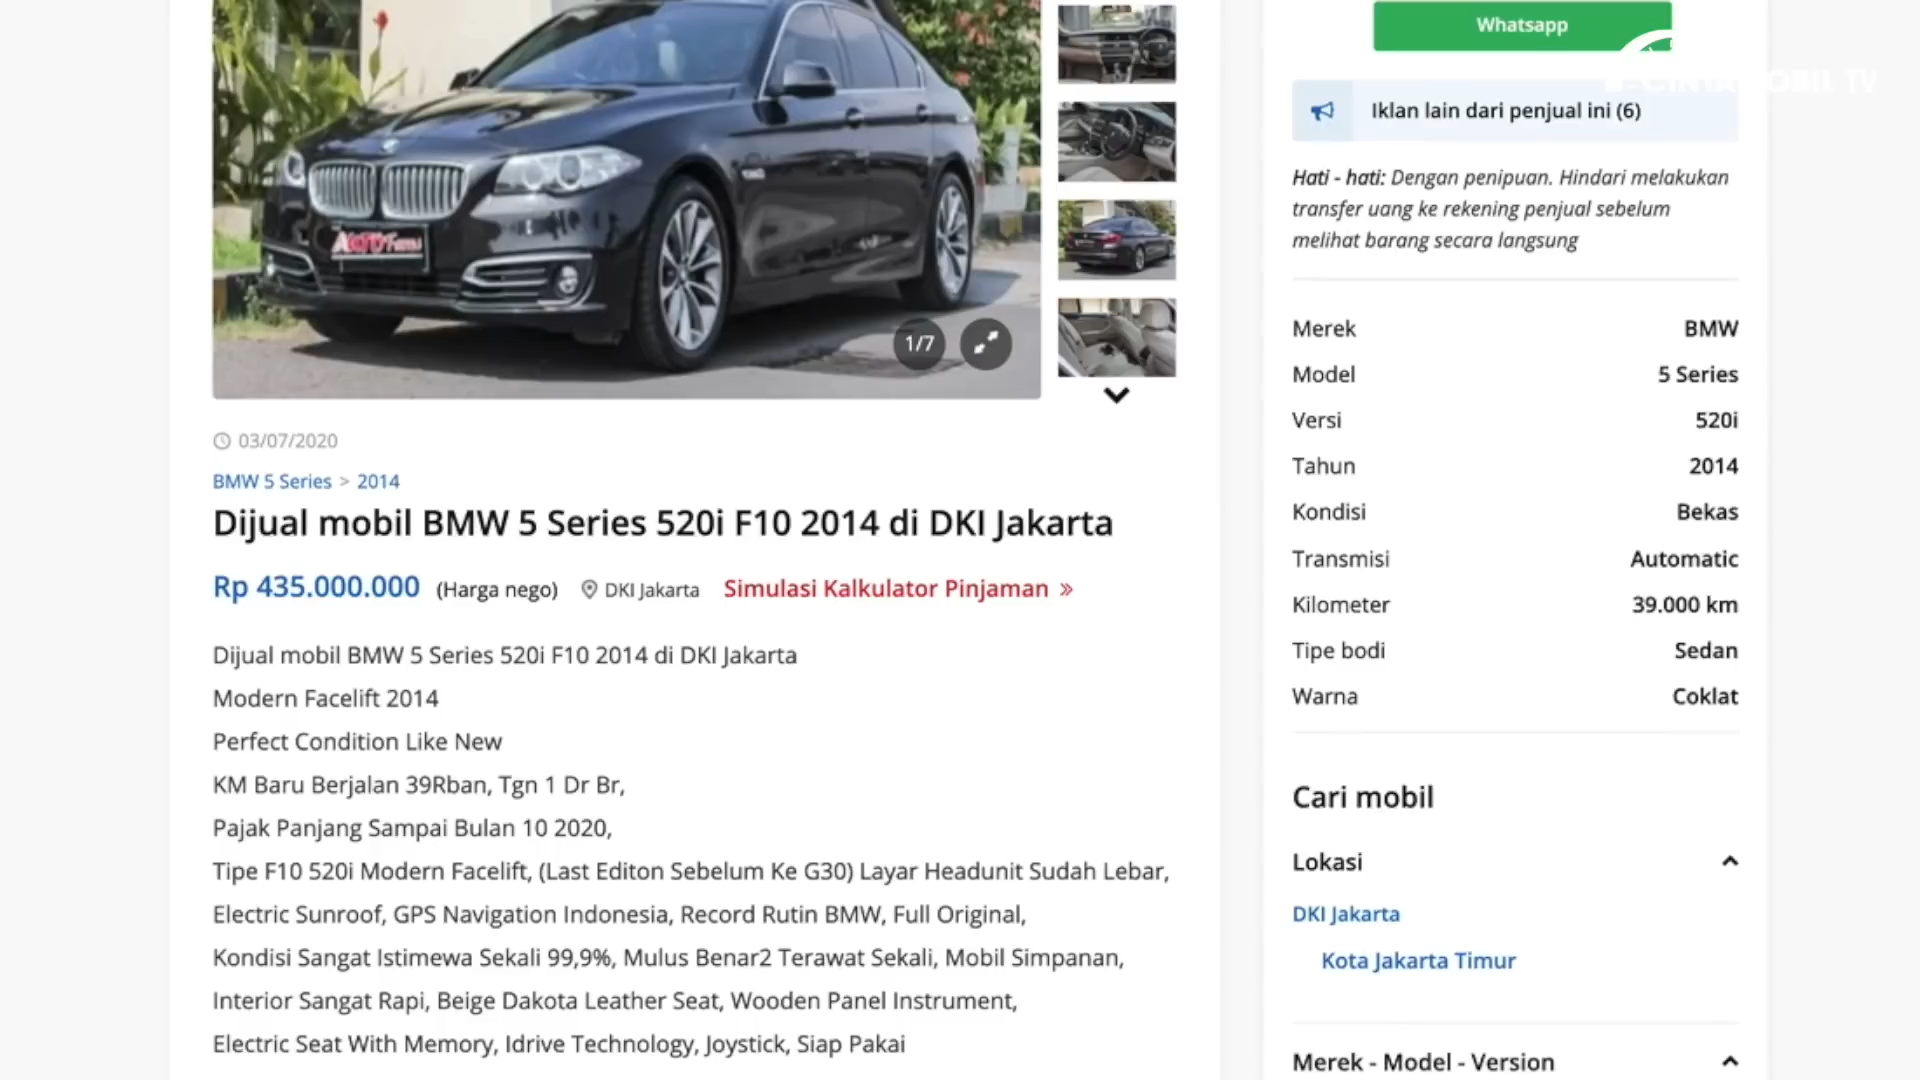 Whatsapp
CINTAMOBIL TV
Iklan lain dari penjual ini (6)
Hati - hati: Dengan penipuan. Hindari melakukan
transfer uang ke rekening penjual sebelum
melihat barang secara langsung
1/7
03/07/2020
BMW 5 Series > 2014
Dijual mobil BMW 5 Series 520i F10 2014 di DKI Jakarta
Rp 435.000.000 (Harga nego) DKI Jakarta Simulasi Kalkulator Pinjaman »
Dijual mobil BMW 5 Series 520i F10 2014 di DKI Jakarta
Modern Facelift 2014
Perfect Condition Like New
KM Baru Berjalan 39Rban, Tgn 1 Dr Br,
Pajak Panjang Sampai Bulan 10 2020,
Tipe F10 520i Modern Facelift, (Last Editon Sebelum Ke G30) Layar Headunit Sudah Lebar,
Electric Sunroof, GPS Navigation Indonesia, Record Rutin BMW, Full Original,
Kondisi Sangat Istimewa Sekali 99,9%, Mulus Benar2 Terawat Sekali, Mobil Simpanan,
Interior Sangat Rapi, Beige Dakota Leather Seat, Wooden Panel Instrument,
Electric Seat With Memory, Idrive Technology, Joystick, Siap Pakai
Merek BMW
Model 5 Series
Versi 520i
Tahun 2014
Kondisi Bekas
Transmisi Automatic
Kilometer 39.000 km
Tipe bodi Sedan
Warna Coklat
Cari mobil
Lokasi
DKI Jakarta
Kota Jakarta Timur
Merek - Model - Version